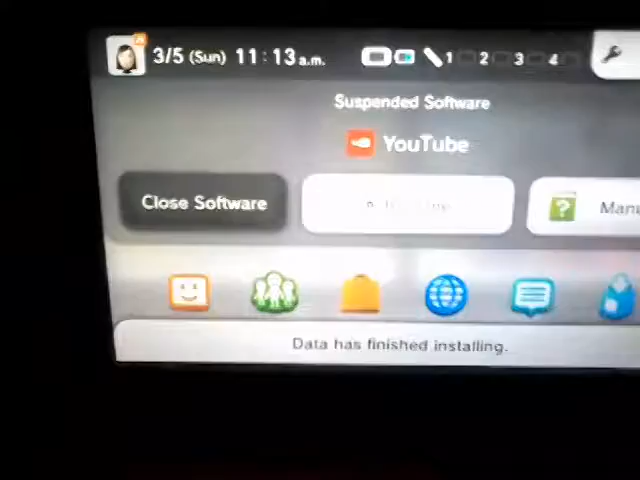 3/5 (Sun) 11:13 a.m. 1 2 3 4
Suspended Software
YouTube
Close Software
? Manu
Data has finished installing.